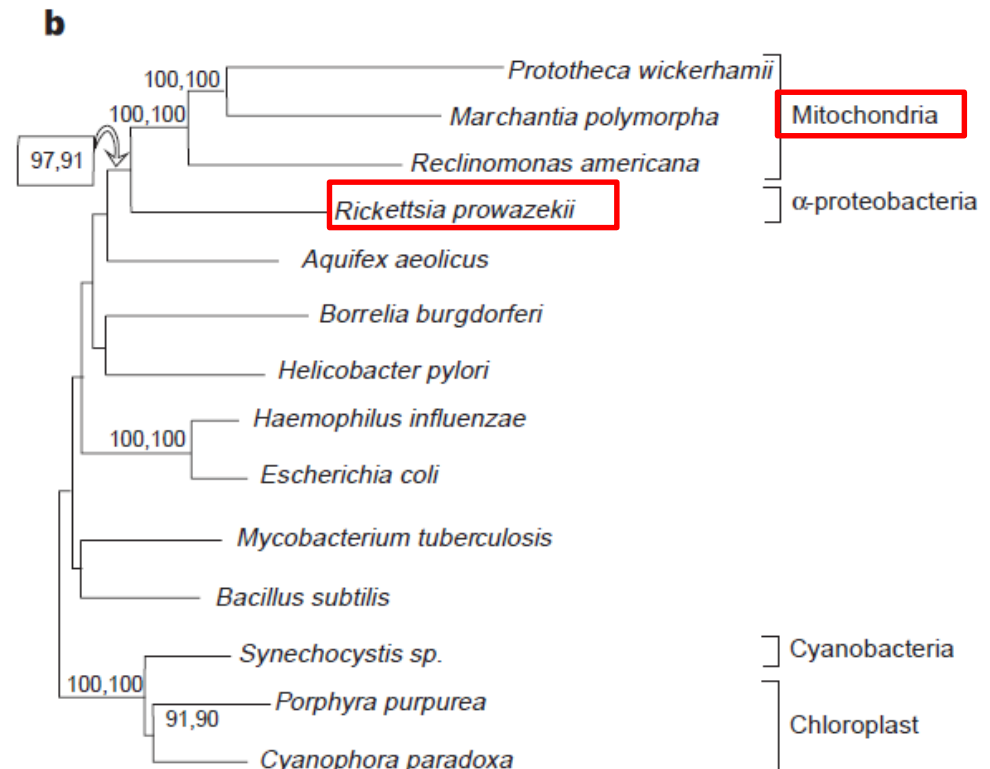 b
100,100
Prototheca wickerhamii
100,100
Marchantia polymorpha
Mitochondria
97,91
Reclinomonas americana
Rickettsia prowazekii
α-proteobacteria
Aquifex aeolicus
Borrelia burgdorferi
Helicobacter pylori
Haemophilus influenzae
100,100
Escherichia coli
Mycobacterium tuberculosis
Bacillus subtilis
Synechocystis sp.
Cyanobacteria
100,100
Porphyra purpurea
91,90
Chloroplast
Cyanophora paradoxa